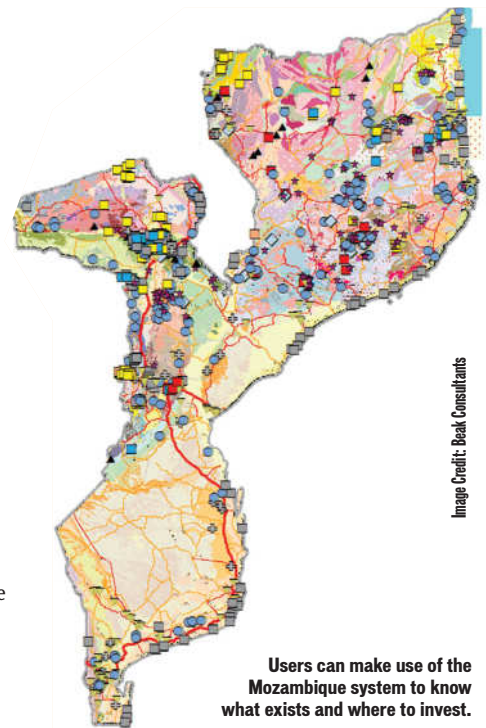 e
Image Credit: Beak Consultants
Users can make use of the
Mozambique system to know
what exists and where to invest.